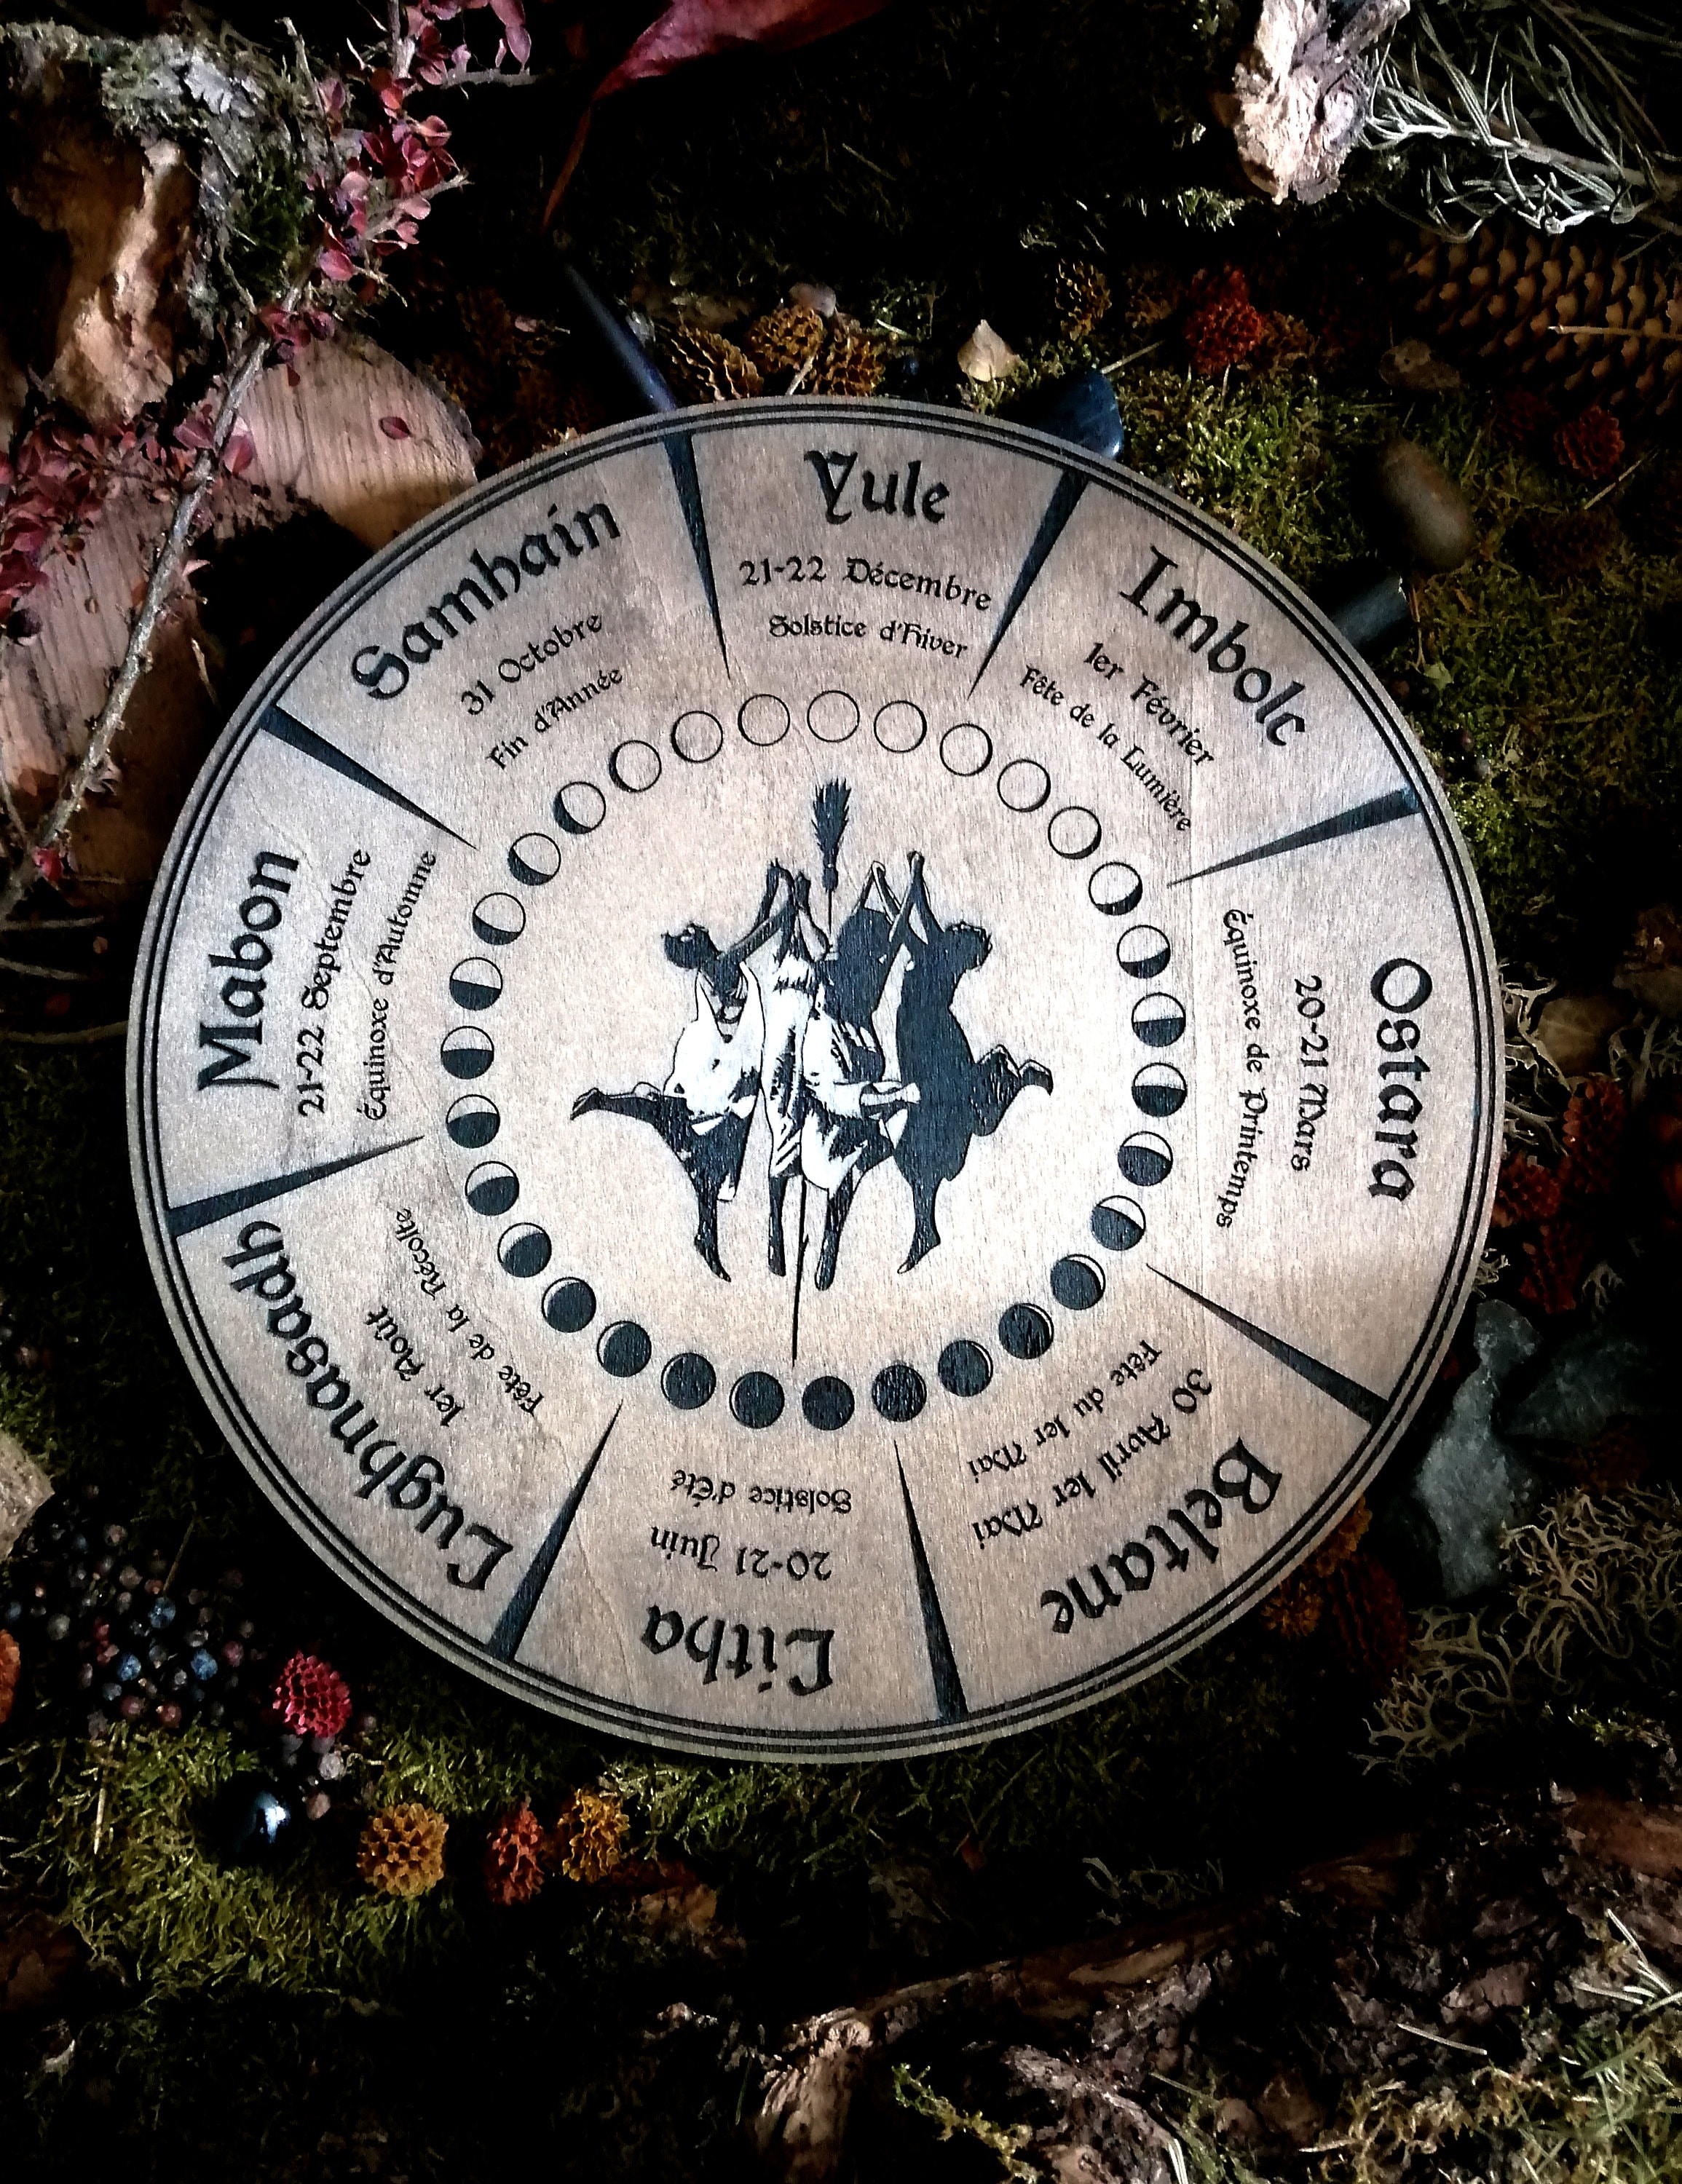 Yule
21-22 Décembre
Solstice d'Hiver
Imbolc
1er Février
Fête de la Lumière
Ostara
20-21 Mars
Équinoxe de Printemps
Beltane
30 Avril 1er Mai
Fête du 1er Mai
Litha
20-21 Juin
Solstice d'Été
Lughnasadh
1er Août
Fête de la Récolte
Mabon
21-22 Septembre
Équinoxe d'Automne
Samhain
31 Octobre
Fin d'Année